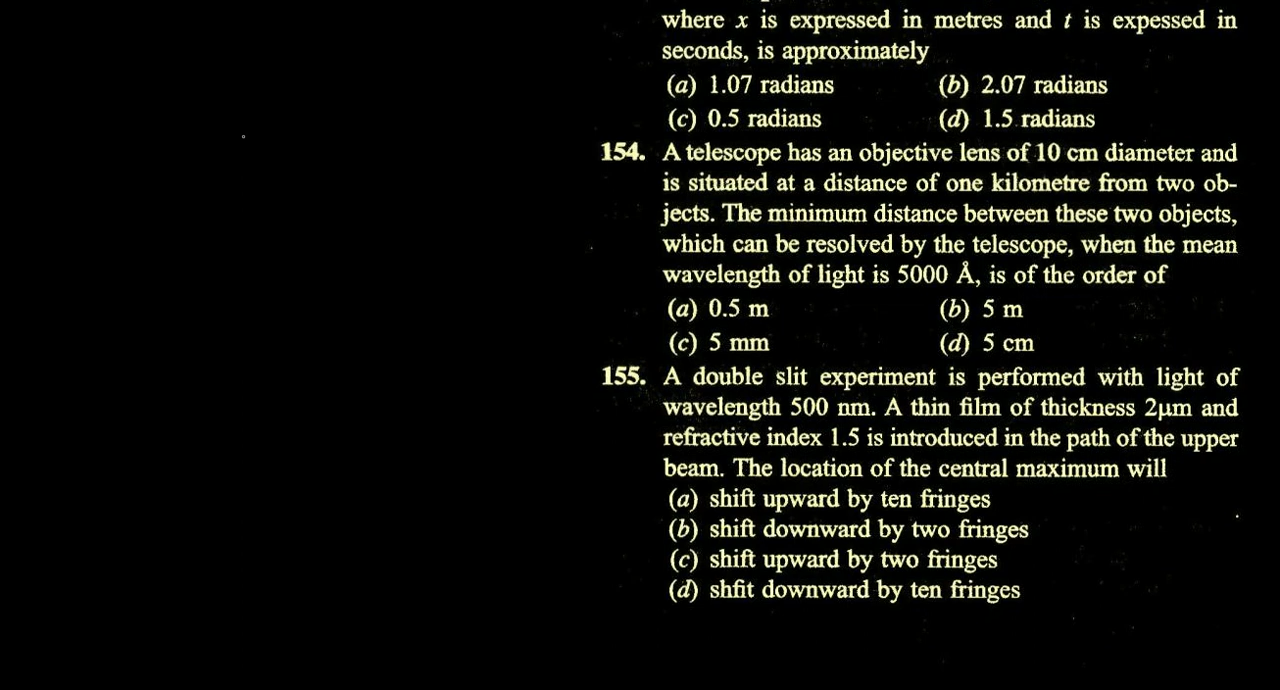 where x is expressed in metres and t is expessed in
seconds, is approximately
(a) 1.07 radians (b) 2.07 radians
(c) 0.5 radians (d) 1.5 radians
154. A telescope has an objective lens of 10 cm diameter and
is situated at a distance of one kilometre from two ob-
jects. The minimum distance between these two objects,
which can be resolved by the telescope, when the mean
wavelength of light is 5000 Å, is of the order of
(a) 0.5 m (b) 5 m
(c) 5 mm (d) 5 cm
155. A double slit experiment is performed with light of
wavelength 500 nm. A thin film of thickness 2μm and
refractive index 1.5 is introduced in the path of the upper
beam. The location of the central maximum will
(a) shift upward by ten fringes
(b) shift downward by two fringes
(c) shift upward by two fringes
(d) shfit downward by ten fringes